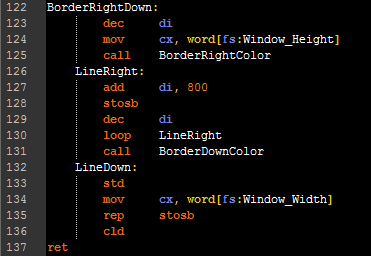 122 BorderRightDown:
123 dec di
124 mov cx, word[fs:Window_Height]
125 call BorderRightColor
126 LineRight:
127 add di, 800
128 stosb
129 dec di
130 loop LineRight
131 call BorderDownColor
132 LineDown:
133 std
134 mov cx, word[fs:Window_Width]
135 rep stosb
136 cld
137 ret